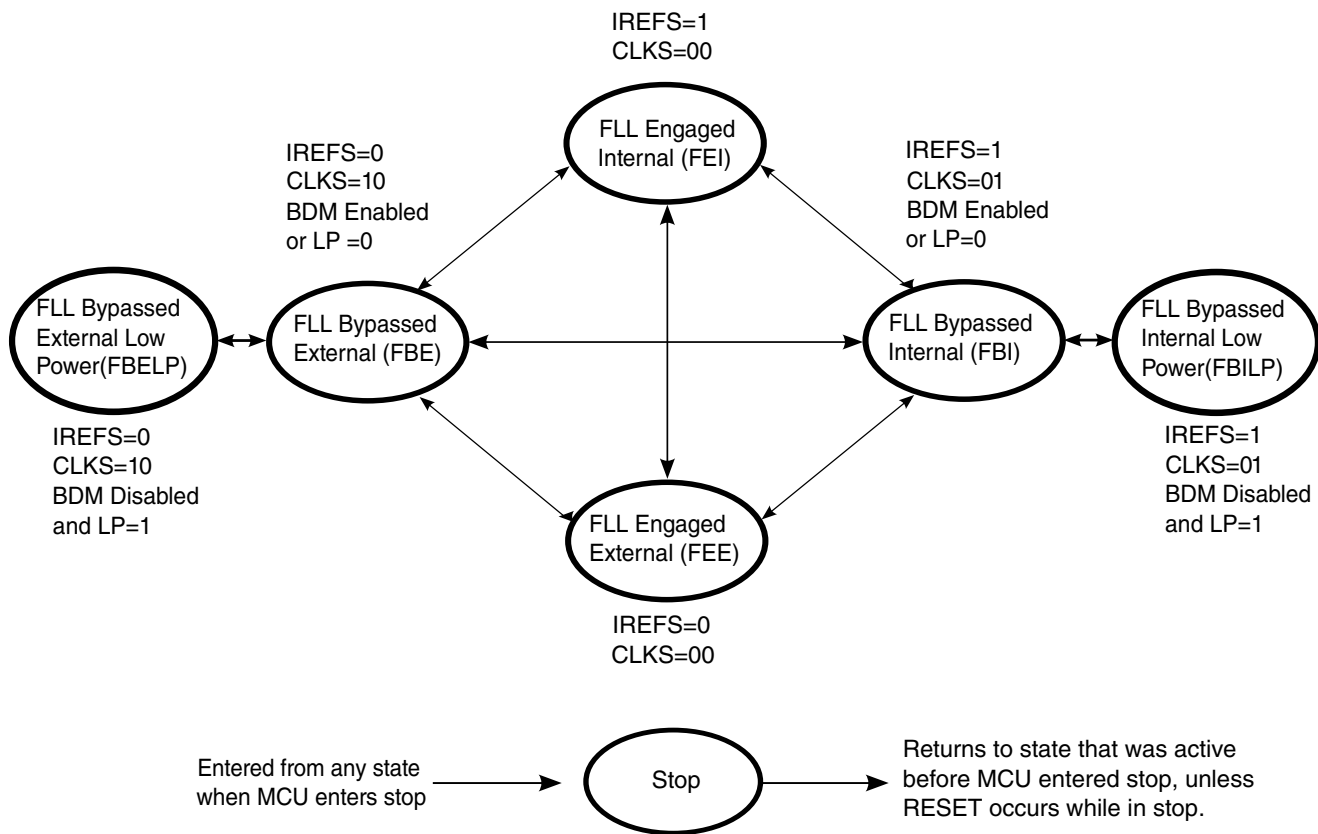 IREFS=1
CLKS=00
FLL Engaged
Internal (FEI)
IREFS=0
CLKS=10
BDM Enabled
or LP =0
IREFS=1
CLKS=01
BDM Enabled
or LP=0
FLL Bypassed
External Low
Power(FBELP)
FLL Bypassed
External (FBE)
FLL Bypassed
Internal (FBI)
FLL Bypassed
Internal Low
Power(FBILP)
IREFS=0
CLKS=10
BDM Disabled
and LP=1
IREFS=1
CLKS=01
BDM Disabled
and LP=1
FLL Engaged
External (FEE)
IREFS=0
CLKS=00
Entered from any state
when MCU enters stop
Stop
Returns to state that was active
before MCU entered stop, unless
RESET occurs while in stop.